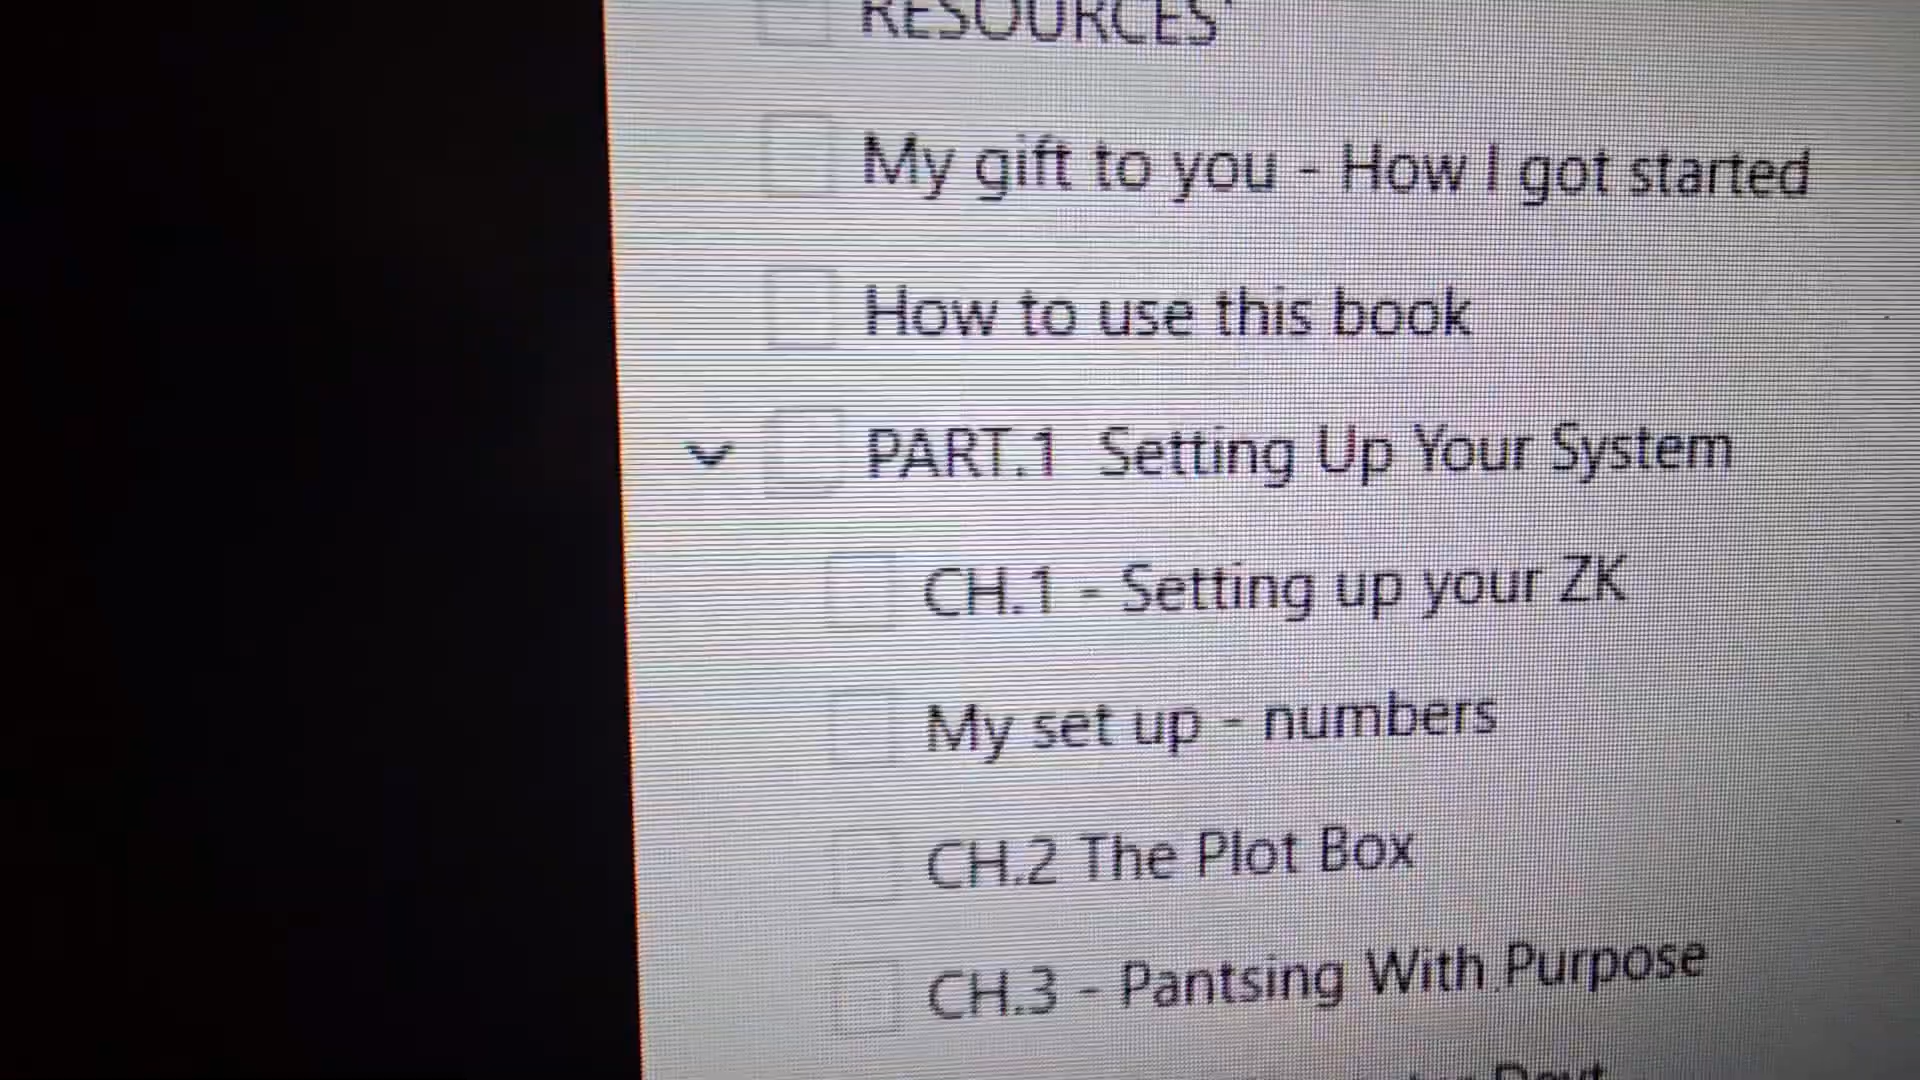 RESOURCES
My gift to you - How I got started
How to use this book
PART.1 Setting Up Your System
CH.1 - Setting up your ZK
My set up - numbers
CH.2 The Plot Box
CH.3 - Pantsing With Purpose